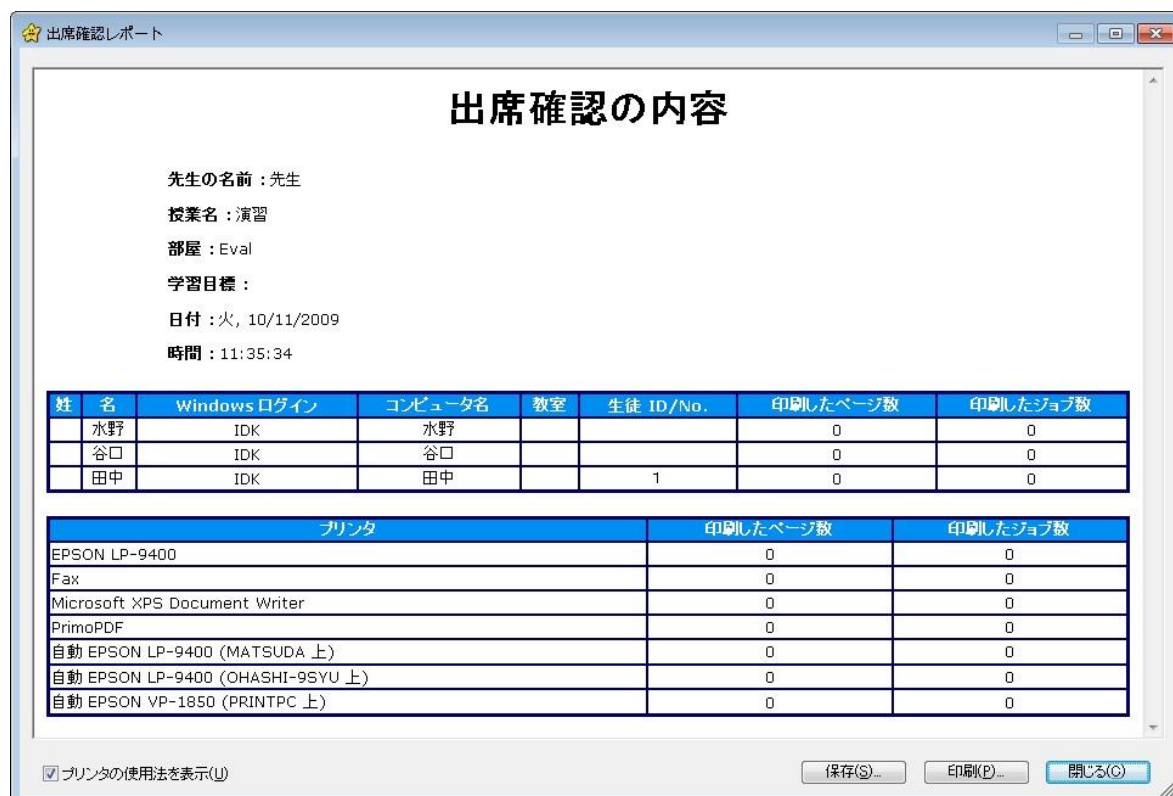 出席確認レポート
出席確認の内容
先生の名前 : 先生
授業名 : 演習
部屋 : Eval
学習目標 :
日付 : 火, 10/11/2009
時間 : 11:35:34
姓 名 Windows ログイン コンピュータ名 教室 生徒 ID/No. 印刷したページ数 印刷したジョブ数
水野 IDK 水野 0 0
谷口 IDK 谷口 0 0
田中 IDK 田中 1 0 0
プリンタ 印刷したページ数 印刷したジョブ数
EPSON LP-9400 0 0
Fax 0 0
Microsoft XPS Document Writer 0 0
PrimoPDF 0 0
自動 EPSON LP-9400 (MATSUDA 上) 0 0
自動 EPSON LP-9400 (OHASHI-9SYU 上) 0 0
自動 EPSON VP-1850 (PRINTPC 上) 0 0
プリンタの使用法を表示(U) 保存(S)... 印刷(P)... 閉じる(C)